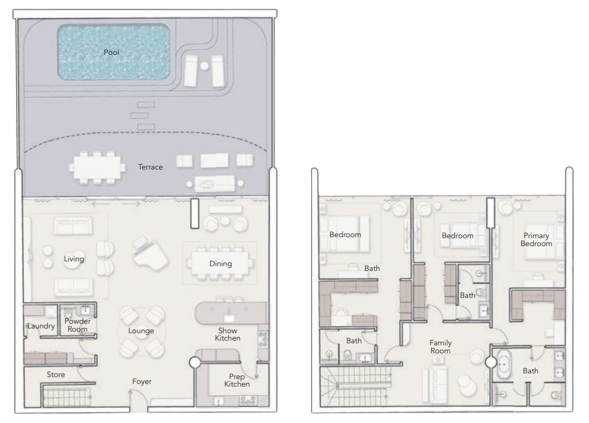 Pool
Terrace
Living
Dining
Laundry
Powder
Room
Lounge
Show
Kitchen
Store
Foyer
Prep
Kitchen
Bedroom
Bedroom
Primary
Bedroom
Bath
Bath
Bath
Family
Room
Bath